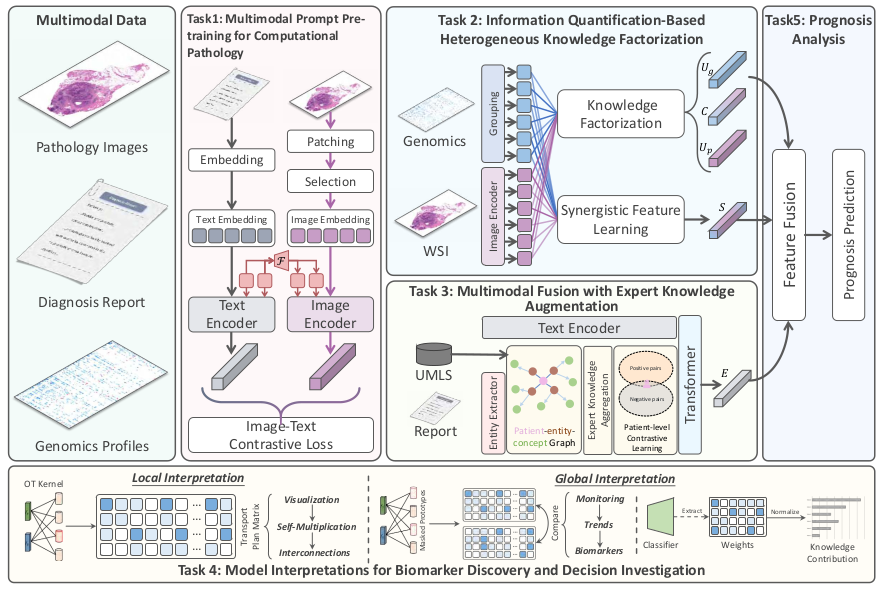 Multimodal Data
Pathology Images
Diagnosis Report
Genomics Profiles
Task1: Multimodal Prompt Pre-
training for Computational
Pathology
Embedding
Patching
Selection
Text Embedding
Image Embedding
ℱ
Text
Encoder
Image
Encoder
Image-Text
Contrastive Loss
Task 2: Information Quantification-Based
Heterogeneous Knowledge Factorization
Genomics
WSI
Grouping
Image Encoder
Knowledge
Factorization
Synergistic Feature
Learning
Ug
C
Up
S
Task 3: Multimodal Fusion with Expert Knowledge
Augmentation
Text Encoder
UMLS
Report
Entity Extractor
Patient-entity-
concept Graph
Expert Knowledge
Aggregation
Positive pairs
Negative pairs
Patient-level
Contrastive
Learning
Transformer
E
Task5: Prognosis
Analysis
Feature Fusion
Prognosis Prediction
Local Interpretation
OT Kernel
...
...
...
...
Transport
Plan Matrix
Visualization
Self-Multiplication
Interconnections
Global Interpretation
Masked Prototypes
Compare
Monitoring
Trends
Biomarkers
Classifier
Extract
Weights
Normalize
Knowledge
Contribution
Task 4: Model Interpretations for Biomarker Discovery and Decision Investigation